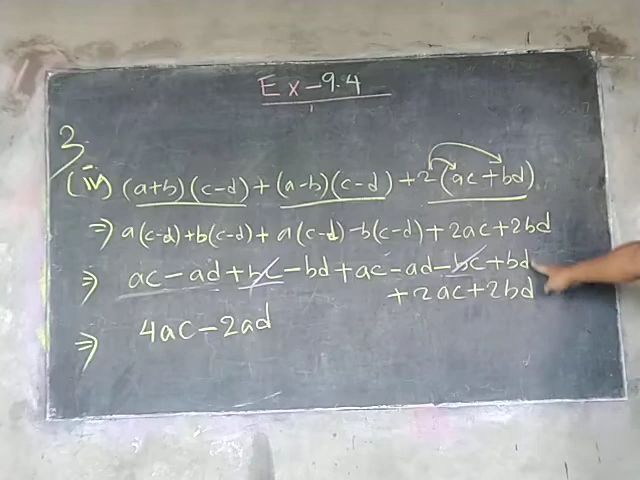 Ex-9.4
3.
(iv) (a+b)(c-d)+(a-b)(c-d)+2(ac+bd)
⇒ a(c-d)+b(c-d)+a(c-d)-b(c-d)+2ac+2bd
⇒ ac-ad+bc-bd+ac-ad-bc+bd
+2ac+2bd
⇒ 4ac-2ad